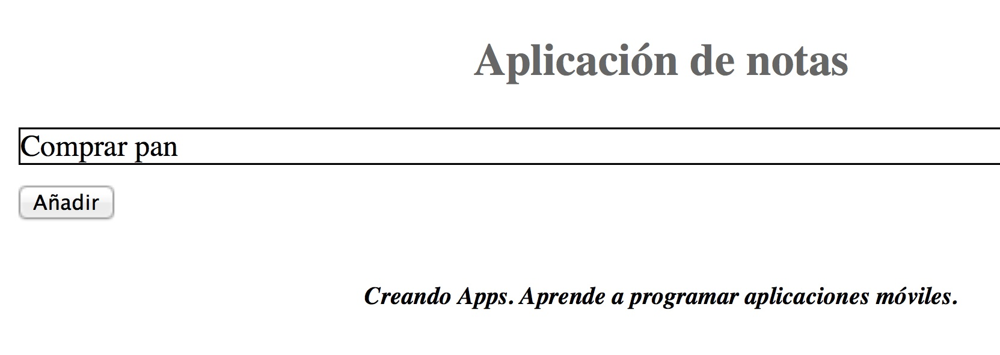 Aplicación de notas
Comprar pan
Añadir
Creando Apps. Aprende a programar aplicaciones móviles.